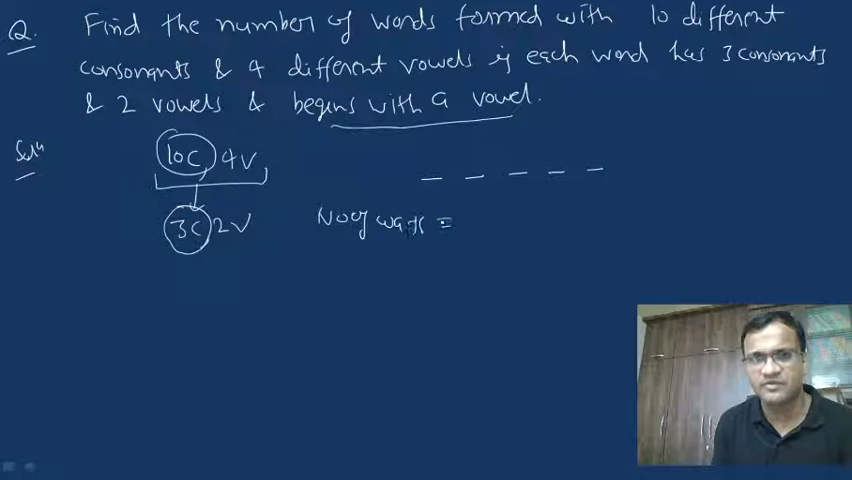 Q. Find the number of words formed with 10 different
consonants & 4 different vowels if each word has 3 consonants
& 2 vowels & begins with a vowel.
Solⁿ
10C 4V
3C 2V
No of ways =